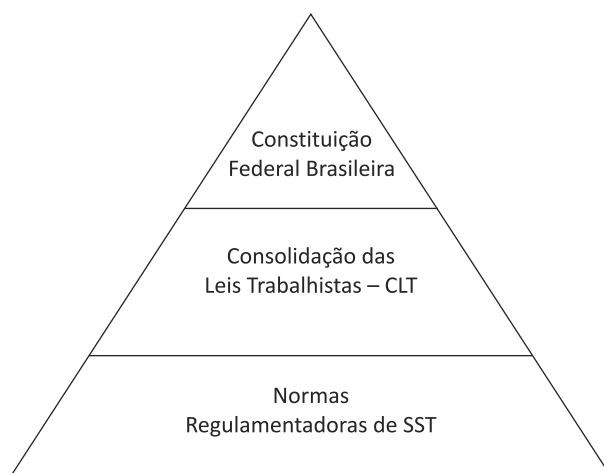 Constituição
Federal Brasileira
Consolidação das
Leis Trabalhistas – CLT
Normas
Regulamentadoras de SST